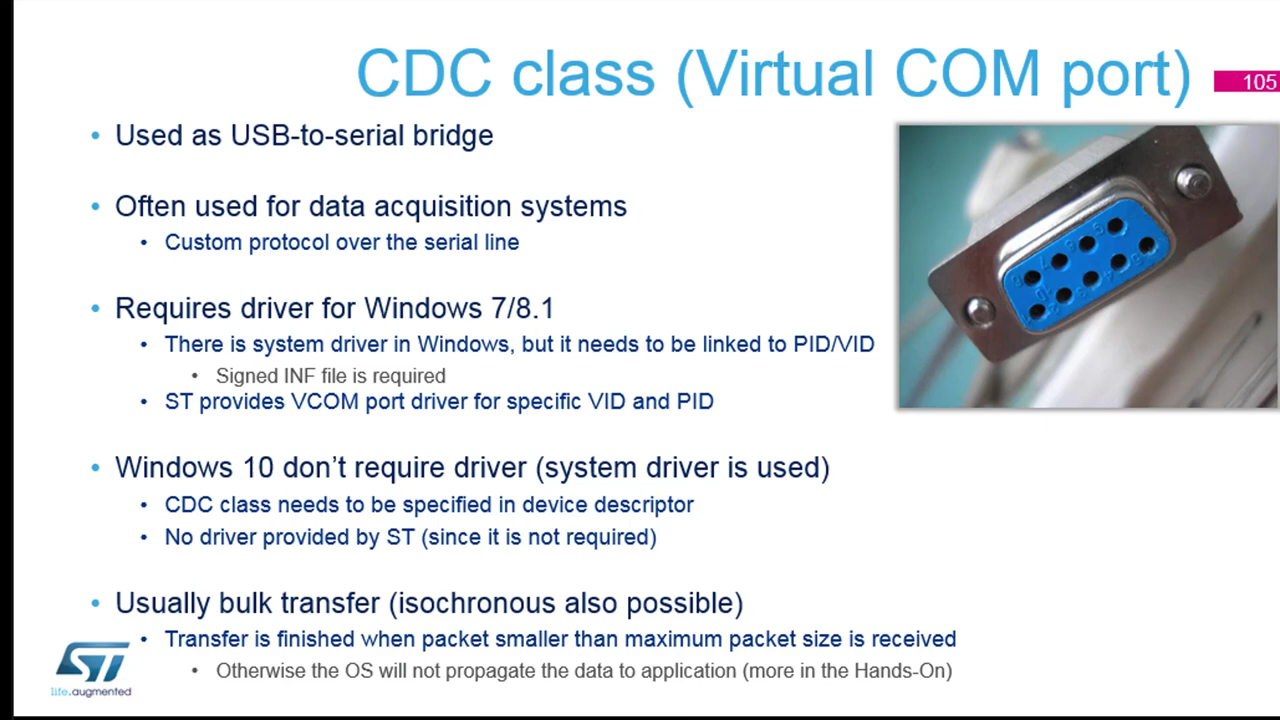 CDC class (Virtual COM port)
105
• Used as USB-to-serial bridge
• Often used for data acquisition systems
• Custom protocol over the serial line
• Requires driver for Windows 7/8.1
• There is system driver in Windows, but it needs to be linked to PID/VID
• Signed INF file is required
• ST provides VCOM port driver for specific VID and PID
• Windows 10 don't require driver (system driver is used)
• CDC class needs to be specified in device descriptor
• No driver provided by ST (since it is not required)
• Usually bulk transfer (isochronous also possible)
• Transfer is finished when packet smaller than maximum packet size is received
• Otherwise the OS will not propagate the data to application (more in the Hands-On)
ST
life.augmented